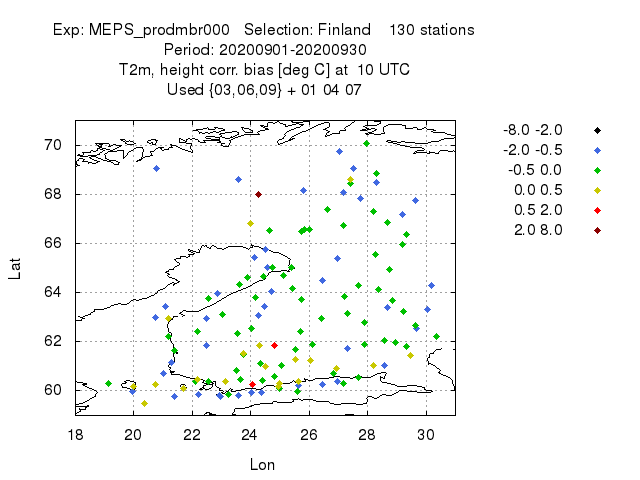 Exp: MEPS_prodmbr000 Selection: Finland 130 stations
Period: 20200901-20200930
T2m, height corr. bias [deg C] at 10 UTC
Used {03,06,09} + 01 04 07
70
68
66
64
62
60
Lat
18 20 22 24 26 28 30
Lon
-8.0 -2.0
-2.0 -0.5
-0.5 0.0
0.0 0.5
0.5 2.0
2.0 8.0